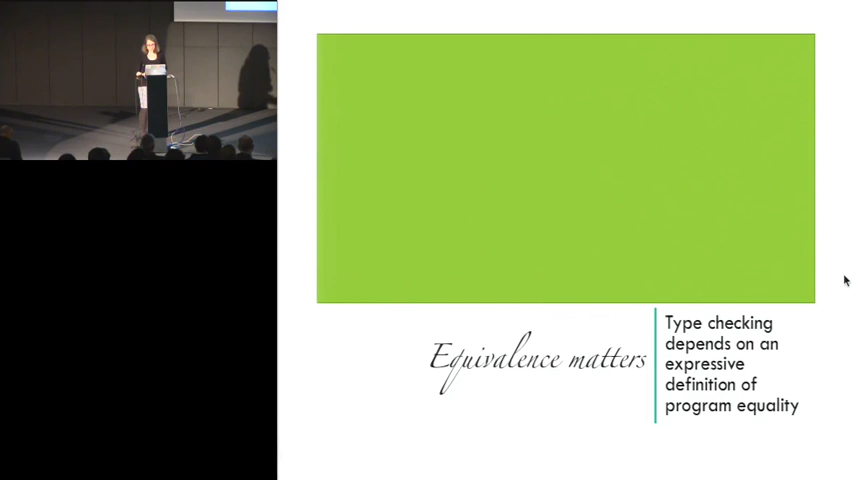 Equivalence matters
Type checking
depends on an
expressive
definition of
program equality